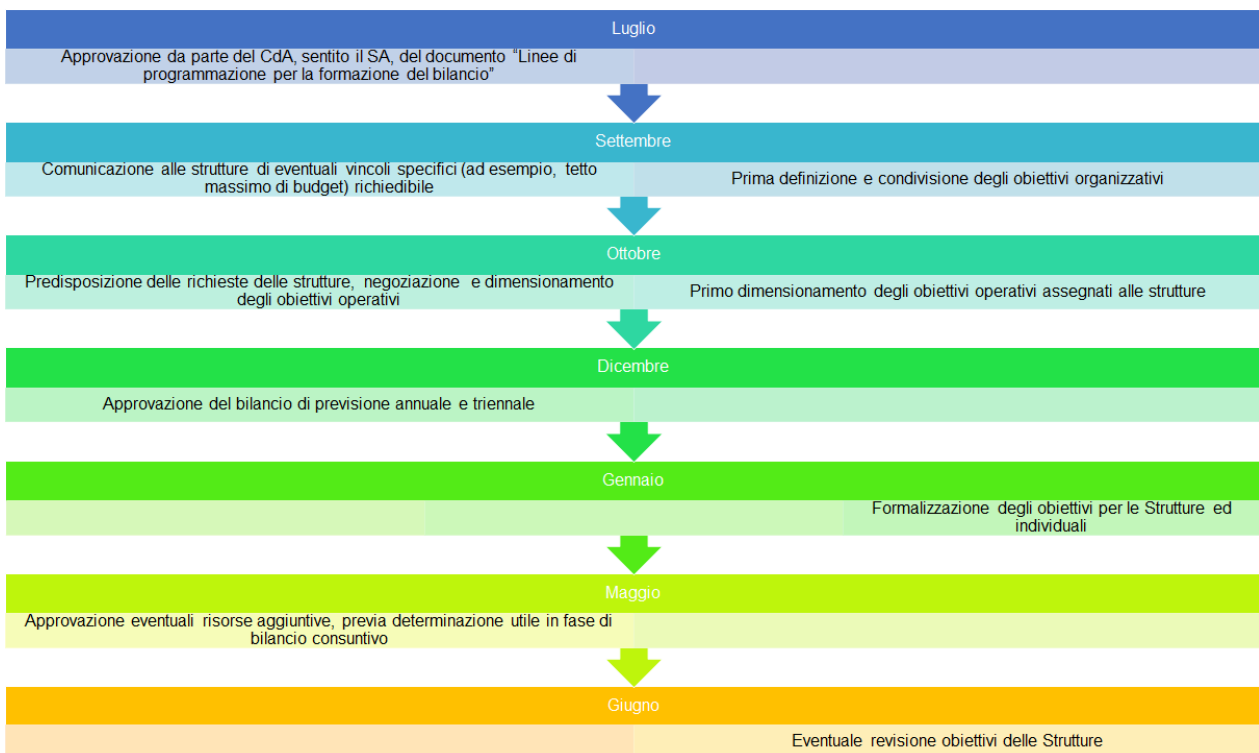 Luglio
Approvazione da parte del CdA, sentito il SA, del documento “Linee di
programmazione per la formazione del bilancio”
Settembre
Comunicazione alle strutture di eventuali vincoli specifici (ad esempio, tetto
massimo di budget) richiedibile
Prima definizione e condivisione degli obiettivi organizzativi
Ottobre
Predisposizione delle richieste delle strutture, negoziazione e dimensionamento
degli obiettivi operativi
Primo dimensionamento degli obiettivi operativi assegnati alle strutture
Dicembre
Approvazione del bilancio di previsione annuale e triennale
Gennaio
Formalizzazione degli obiettivi per le Strutture ed
individuali
Maggio
Approvazione eventuali risorse aggiuntive, previa determinazione utile in fase di
bilancio consuntivo
Giugno
Eventuale revisione obiettivi delle Strutture